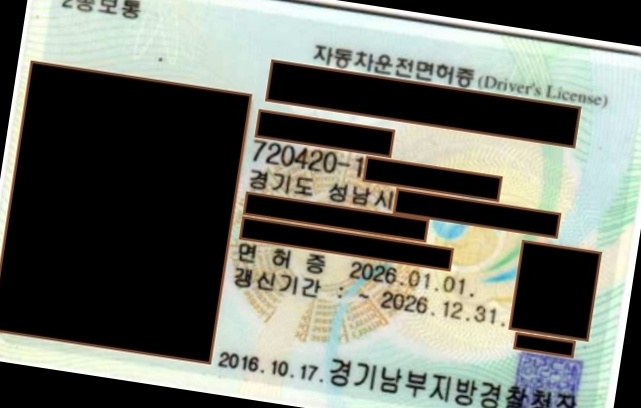 2종보통
자동차운전면허증 (Driver's License)
720420-1
경기도 성남시
면 허 증 2026.01.01.
갱신기간 : ~ 2026.12.31.
2016.10.17. 경기남부지방경찰청장